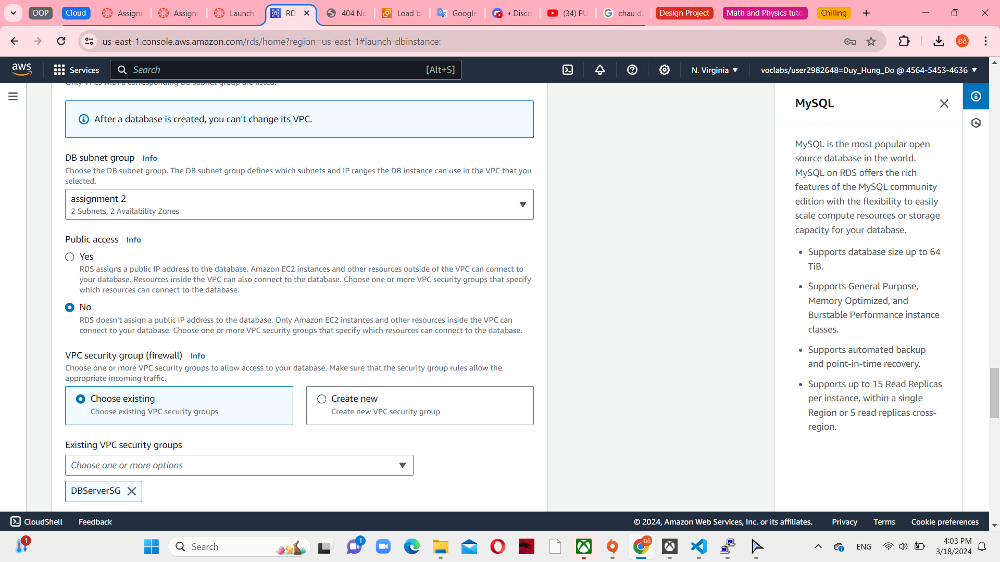 OOP
Cloud
Assignm
Assignm
Launch
RD
404 No
Load ba
Google
• Disco
(34) PU
chau da
Design Project
Math and Physics tuto
Chilling
us-east-1.console.aws.amazon.com/rds/home?region=us-east-1#launch-dbinstance:
Đỗ
aws
Services
Search
[Alt+S]
N. Virginia
voclabs/user2982648=Duy_Hung_Do @ 4564-5453-4636
Only VPCs with a corresponding DB subnet group are listed.
After a database is created, you can't change its VPC.
DB subnet group Info
Choose the DB subnet group. The DB subnet group defines which subnets and IP ranges the DB instance can use in the VPC that you
selected.
assignment 2
2 Subnets, 2 Availability Zones
Public access Info
Yes
RDS assigns a public IP address to the database. Amazon EC2 instances and other resources outside of the VPC can connect to
your database. Resources inside the VPC can also connect to the database. Choose one or more VPC security groups that specify
which resources can connect to the database.
No
RDS doesn't assign a public IP address to the database. Only Amazon EC2 instances and other resources inside the VPC can
connect to your database. Choose one or more VPC security groups that specify which resources can connect to the database.
VPC security group (firewall) Info
Choose one or more VPC security groups to allow access to your database. Make sure that the security group rules allow the
appropriate incoming traffic.
Choose existing
Choose existing VPC security groups
Create new
Create new VPC security group
Existing VPC security groups
Choose one or more options
DBServerSG
MySQL
MySQL is the most popular open
source database in the world.
MySQL on RDS offers the rich
features of the MySQL community
edition with the flexibility to easily
scale compute resources or storage
capacity for your database.
• Supports database size up to 64
TiB.
• Supports General Purpose,
Memory Optimized, and
Burstable Performance instance
classes.
• Supports automated backup
and point-in-time recovery.
• Supports up to 15 Read Replicas
per instance, within a single
Region or 5 read replicas cross-
region.
CloudShell
Feedback
© 2024, Amazon Web Services, Inc. or its affiliates.
Privacy
Terms
Cookie preferences
1
Search
1
Đỗ
ENG
4:03 PM
3/18/2024